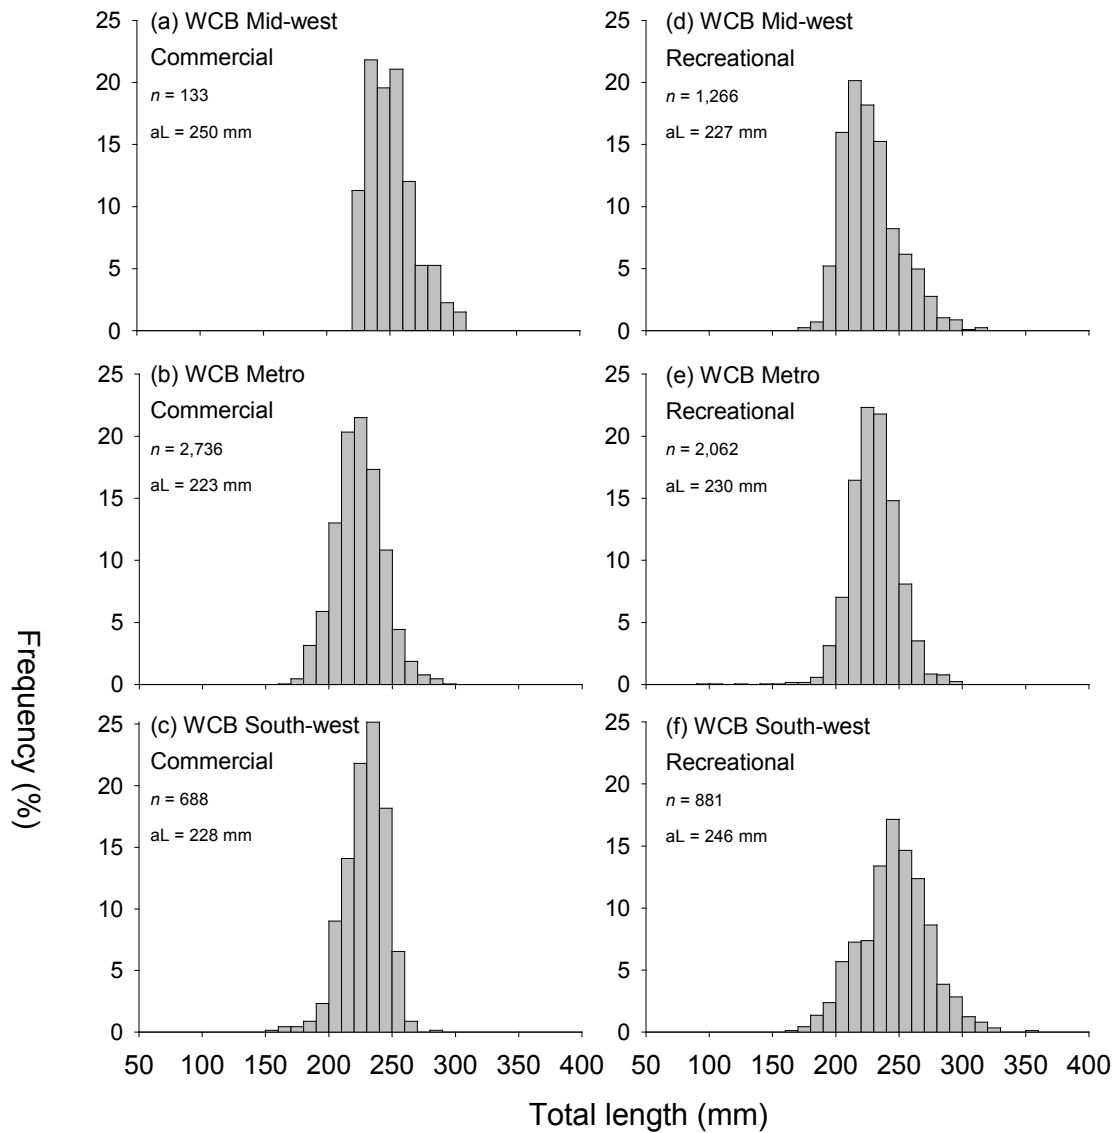 (a) WCB Mid-west
Commercial
n = 133
aL = 250 mm
25
20
15
10
5
0
(d) WCB Mid-west
Recreational
n = 1,266
aL = 227 mm
25
20
15
10
5
0
(b) WCB Metro
Commercial
n = 2,736
aL = 223 mm
25
20
15
10
5
0
(e) WCB Metro
Recreational
n = 2,062
aL = 230 mm
25
20
15
10
5
0
(c) WCB South-west
Commercial
n = 688
aL = 228 mm
25
20
15
10
5
0
50 100 150 200 250 300 350 400
(f) WCB South-west
Recreational
n = 881
aL = 246 mm
25
20
15
10
5
0
50 100 150 200 250 300 350 400
Frequency (%)
Total length (mm)